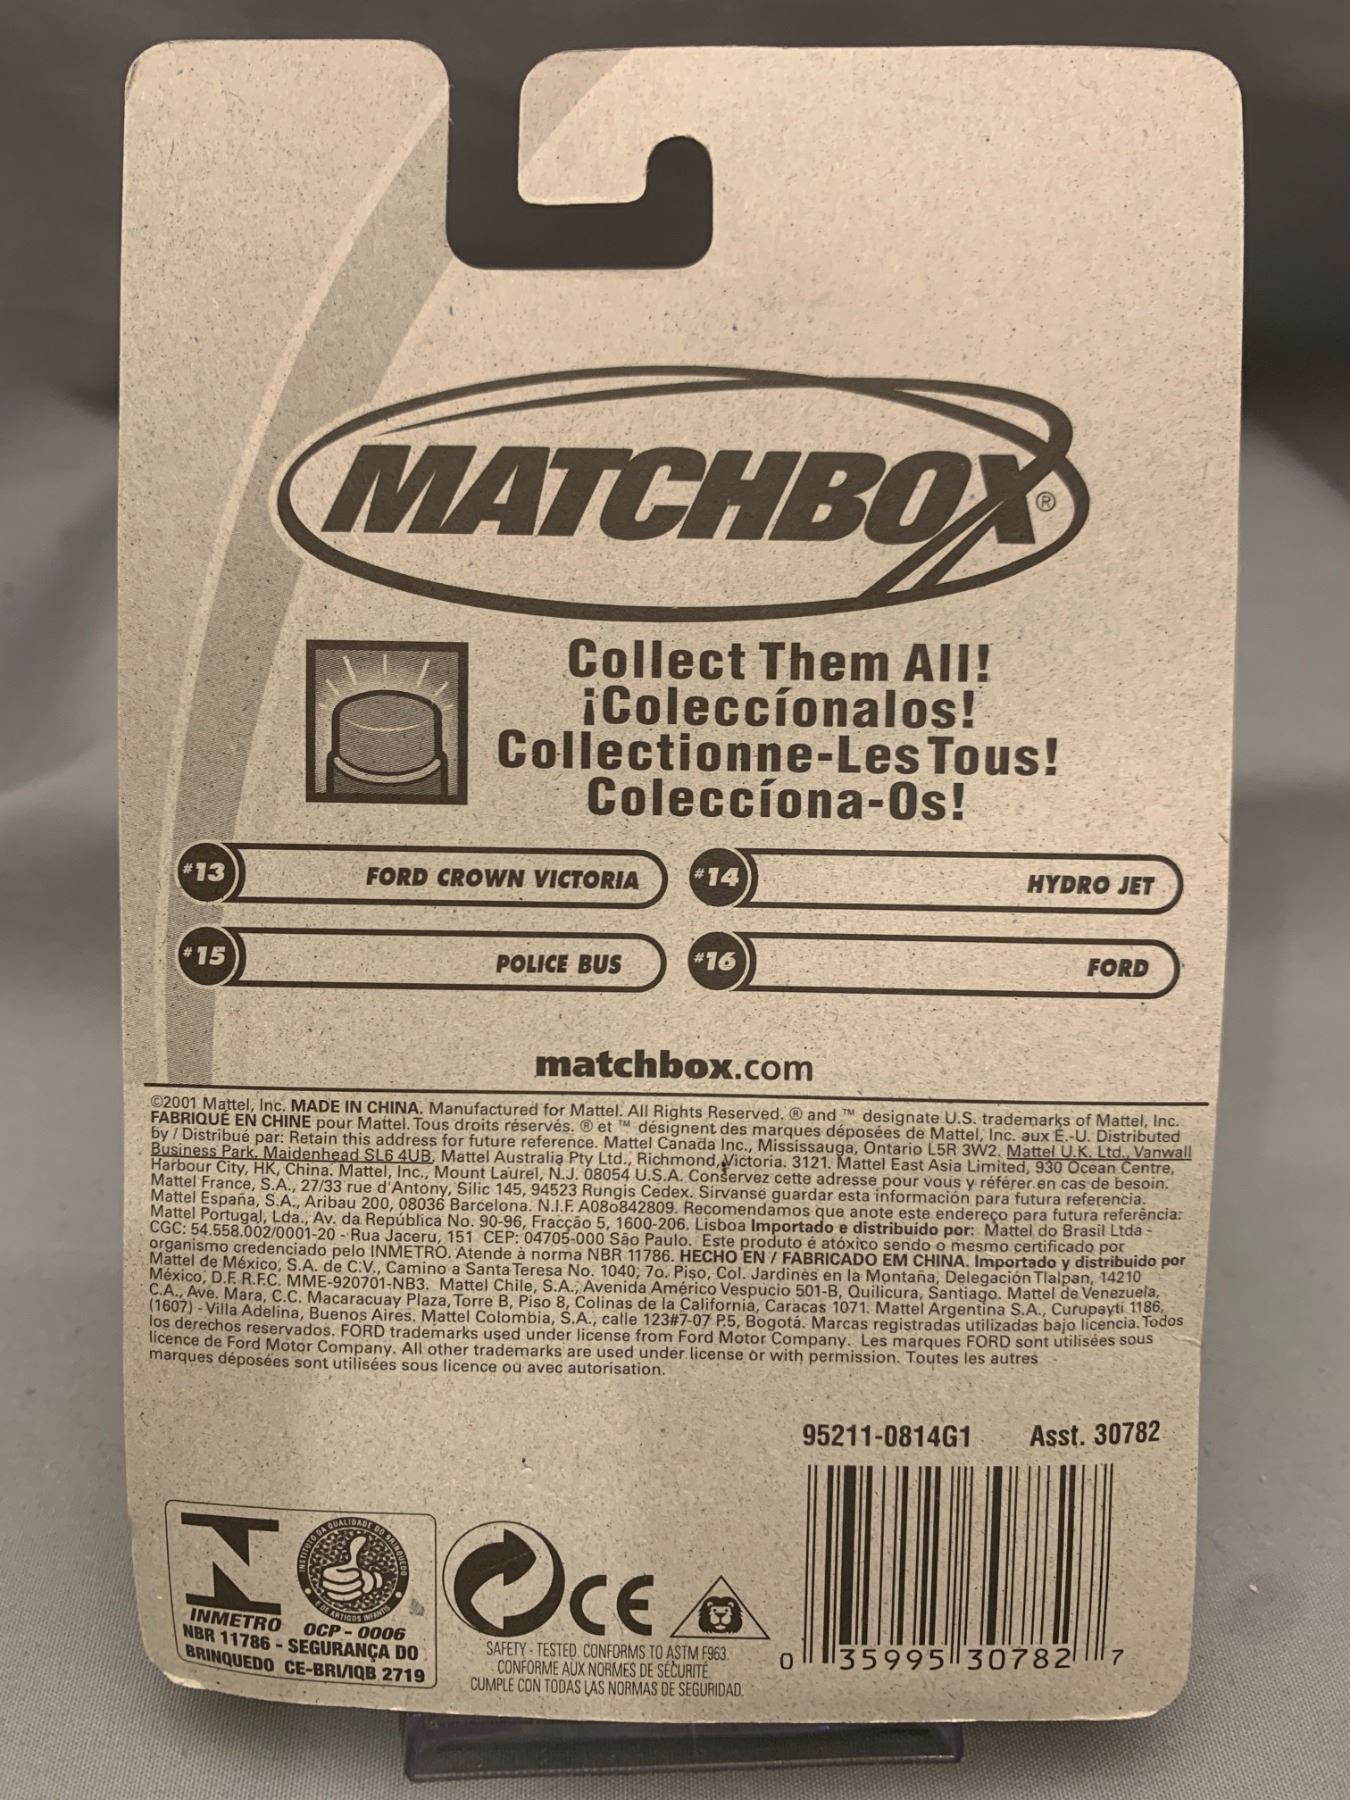 MATCHBOX®
Collect Them All!
¡Coleccíonalos!
Collectionne-Les Tous!
Coleccíona-Os!
#13 FORD CROWN VICTORIA
#14 HYDRO JET
#15 POLICE BUS
#16 FORD
matchbox.com
©2001 Mattel, Inc. MADE IN CHINA. Manufactured for Mattel. All Rights Reserved. ® and ™ designate U.S. trademarks of Mattel, Inc.
FABRIQUÉ EN CHINE pour Mattel. Tous droits réservés. ® et ™ désignent des marques déposées de Mattel, Inc. aux É.-U. Distributed
by / Distribué par: Retain this address for future reference. Mattel Canada Inc., Mississauga, Ontario L5R 3W2. Mattel U.K. Ltd., Vanwall
Business Park, Maidenhead SL6 4UB. Mattel Australia Pty Ltd., Richmond, Victoria. 3121. Mattel East Asia Limited, 930 Ocean Centre,
Harbour City, HK, China. Mattel, Inc., Mount Laurel, N.J. 08054 U.S.A. Conservez cette adresse pour vous y référer en cas de besoin.
Mattel France, S.A., 27/33 rue d'Antony, Silic 145, 94523 Rungis Cedex. Sírvanse guardar esta información para futura referencia.
Mattel España, S.A., Aribau 200, 08036 Barcelona. N.I.F. A08o842809. Recomendamos que anote este endereço para futura referência:
Mattel Portugal, Lda., Av. da República No. 90-96, Fracção 5, 1600-206. Lisboa Importado e distribuido por: Mattel do Brasil Ltda -
CGC: 54.558.002/0001-20 - Rua Jaceru, 151 CEP: 04705-000 São Paulo. Este produto é atóxico sendo o mesmo certificado por
organismo credenciado pelo INMETRO. Atende à norma NBR 11786. HECHO EN / FABRICADO EM CHINA. Importado y distribuido por
Mattel de México, S.A. de C.V., Camino a Santa Teresa No. 1040, 7o. Piso, Col. Jardines en la Montaña, Delegación Tlalpan, 14210
México, D.F. R.F.C. MME-920701-NB3. Mattel Chile, S.A., Avenida Américo Vespucio 501-B, Quilicura, Santiago. Mattel de Venezuela,
C.A., Ave. Mara, C.C. Macaracuay Plaza, Torre B, Piso 8, Colinas de la California, Caracas 1071. Mattel Argentina S.A., Curupaytí 1186,
(1607) - Villa Adelina, Buenos Aires. Mattel Colombia, S.A., calle 123#7-07 P.5, Bogotá. Marcas registradas utilizadas bajo licencia. Todos
los derechos reservados. FORD trademarks used under license from Ford Motor Company. Les marques FORD sont utilisées sous
licence de Ford Motor Company. All other trademarks are used under license or with permission. Toutes les autres
marques déposées sont utilisées sous licence ou avec autorisation.
95211-0814G1 Asst. 30782
INSTITUTO DA QUALIDADE DO BRINQUEDO
E DE ARTIGOS INFANTIS
INMETRO OCP - 0006
NBR 11786 - SEGURANÇA DO
BRINQUEDO CE-BRI/IQB 2719
CE
SAFETY - TESTED. CONFORMS TO ASTM F963.
CONFORME AUX NORMES DE SÉCURITÉ.
CUMPLE CON TODAS LAS NORMAS DE SEGURIDAD.
0 35995 30782 7